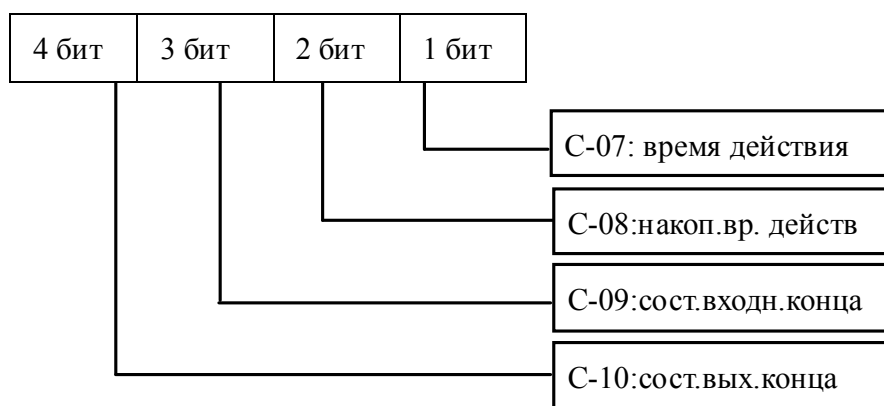 4 бит 3 бит 2 бит 1 бит
С-07: время действия
С-08:накоп.вр. действ
С-09:сост.входн.конца
С-10:сост.вых.конца